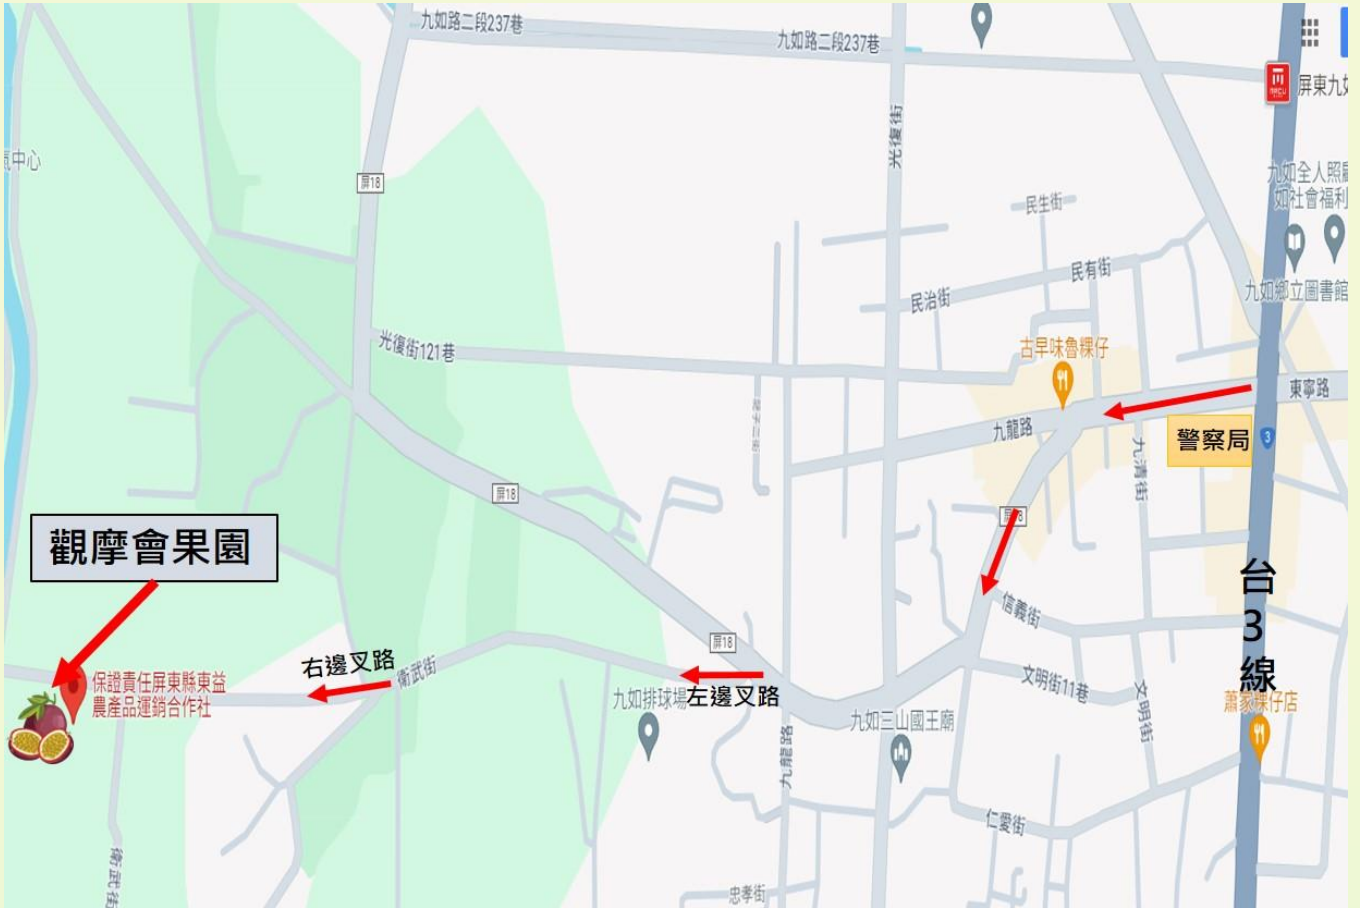 九如路二段237巷
九如路二段237巷
屏東九如
氣中心
屏18
光復街
九如全人照顧
如社會福利
民生街
民有街
民治街
九如鄉立圖書館
光復街121巷
古早味魯粿仔
東寧路
九龍路
警察局
3
九清街
屏18
屏18
觀摩會果園
台3線
信義街
屏18
右邊叉路
衛武街
保證責任屏東縣東益
農產品運銷合作社
九如排球場
左邊叉路
文明街11巷
文明街
蕭家粿仔店
九如三山國王廟
九龍路
仁愛街
衛武街
忠孝街